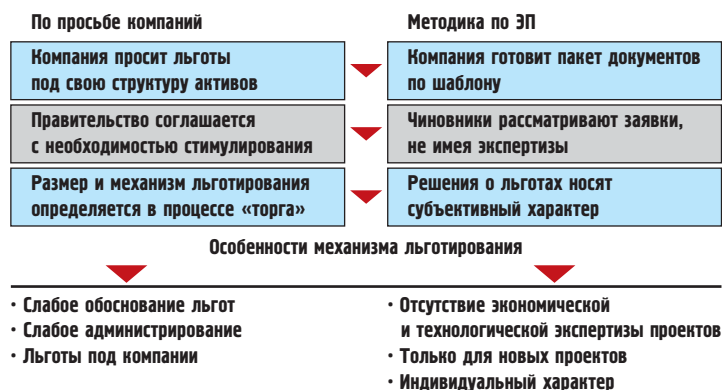 По просьбе компаний
Методика по ЭП
Компания просит льготы
под свою структуру активов
Компания готовит пакет документов
по шаблону
Правительство соглашается
с необходимостью стимулирования
Чиновники рассматривают заявки,
не имея экспертизы
Размер и механизм льготирования
определяется в процессе «торга»
Решения о льготах носят
субъективный характер
Особенности механизма льготирования
• Слабое обоснование льгот
• Слабое администрирование
• Льготы под компании
• Отсутствие экономической
и технологической экспертизы проектов
• Только для новых проектов
• Индивидуальный характер